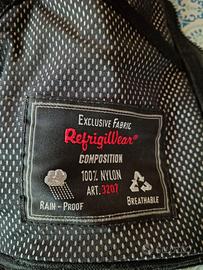 EXCLUSIVE FABRIC
RefrigiWear®
COMPOSITION
100% NYLON
ART. 3207
RAIN - PROOF
BREATHABLE